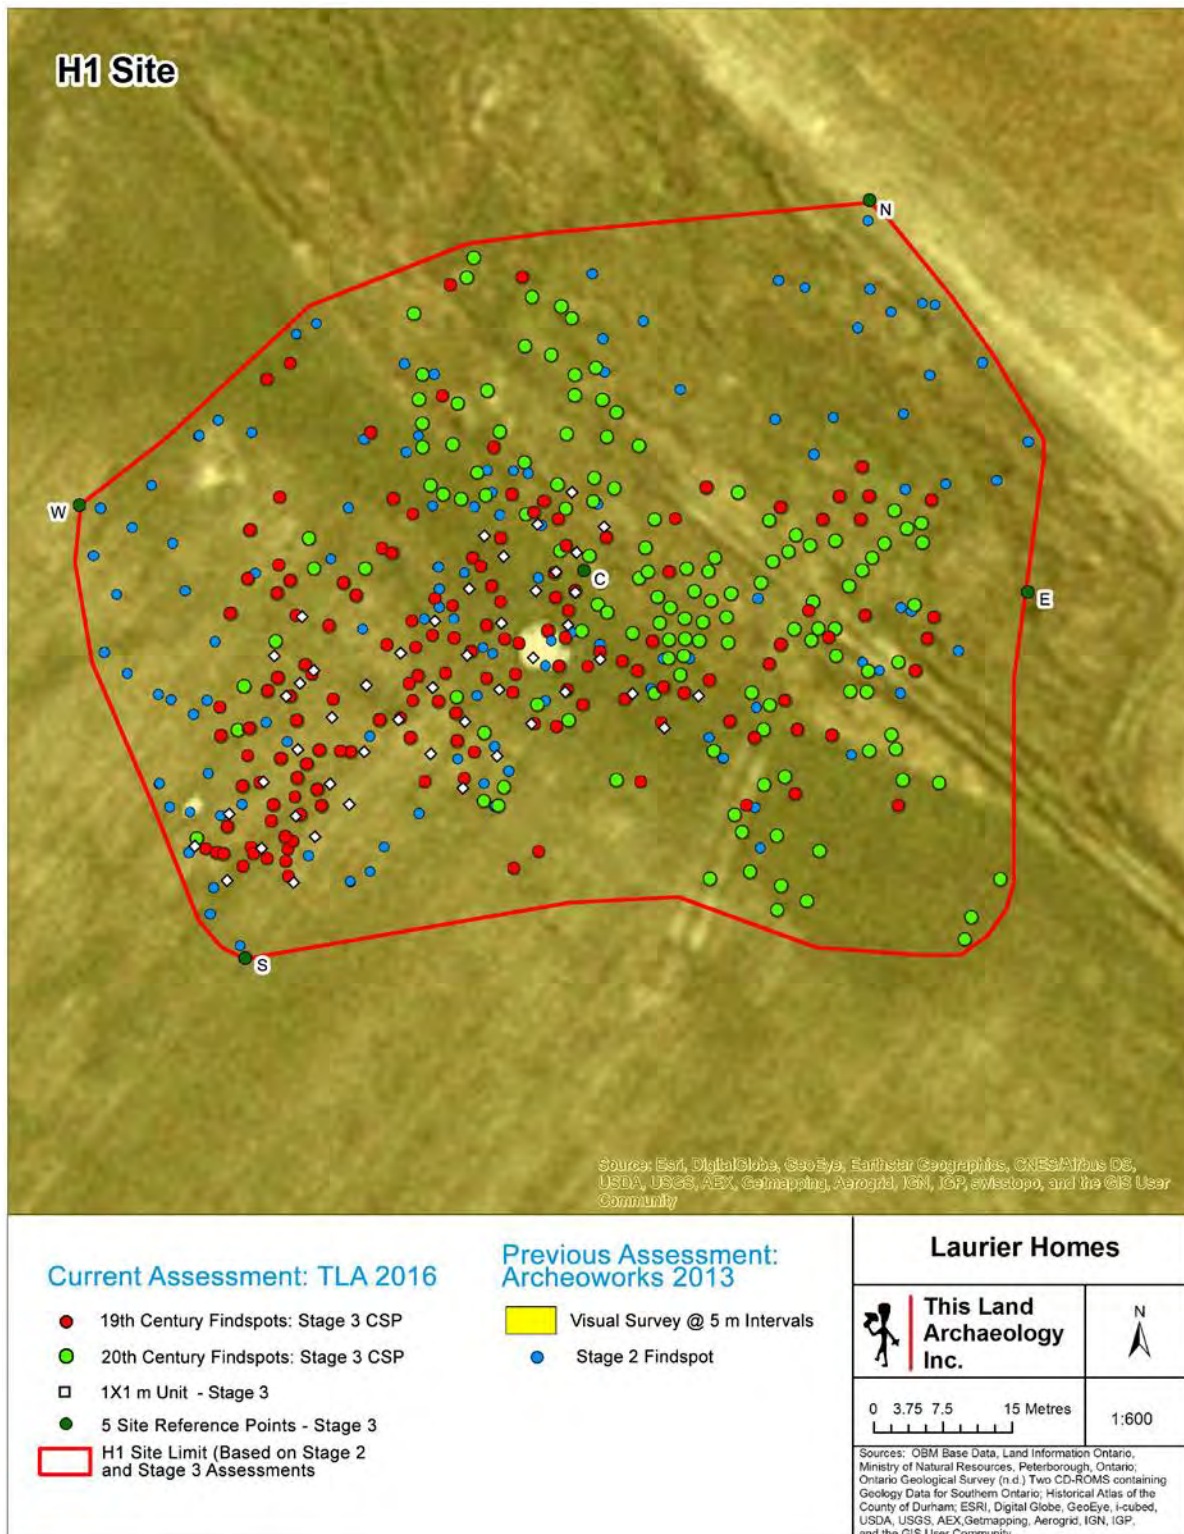 H1 Site
N
W
C
E
S
Source: Esri, DigitalGlobe, GeoEye, Earthstar Geographics, CNES/Airbus DS,
USDA, USGS, AEX, Getmapping, Aerogrid, IGN, IGP, swisstopo, and the GIS User
Community
Current Assessment: TLA 2016
19th Century Findspots: Stage 3 CSP
20th Century Findspots: Stage 3 CSP
1X1 m Unit - Stage 3
5 Site Reference Points - Stage 3
H1 Site Limit (Based on Stage 2
and Stage 3 Assessments
Previous Assessment:
Archeoworks 2013
Visual Survey @ 5 m Intervals
Stage 2 Findspot
Laurier Homes
This Land
Archaeology
Inc.
N
0 3.75 7.5 15 Metres
1:600
Sources: OBM Base Data, Land Information Ontario,
Ministry of Natural Resources, Peterborough, Ontario;
Ontario Geological Survey (n.d.) Two CD-ROMS containing
Geology Data for Southern Ontario; Historical Atlas of the
County of Durham; ESRI, Digital Globe, GeoEye, i-cubed,
USDA, USGS, AEX,Getmapping, Aerogrid, IGN, IGP,
and the GIS User Community